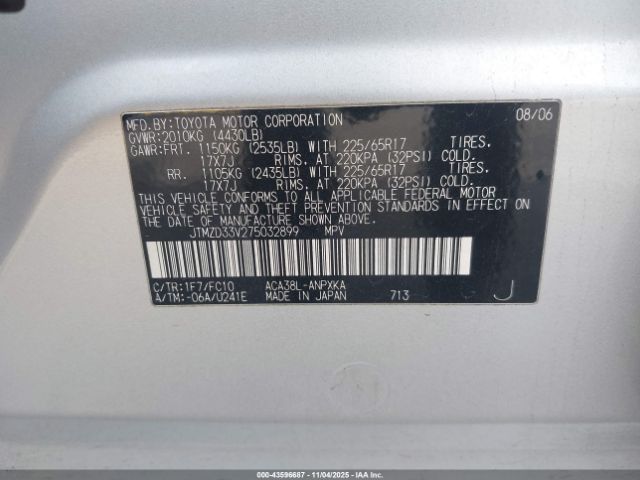 MFD.BY:TOYOTA MOTOR CORPORATION 08/06
GVWR:2010KG (4430LB)
GAWR:FRT. 1150KG (2535LB) WITH 225/65R17 TIRES.
17X7J RIMS. AT 220KPA (32PSI) COLD.
RR. 1105KG (2435LB) WITH 225/65R17 TIRES.
17X7J RIMS. AT 220KPA (32PSI) COLD.
THIS VEHICLE CONFORMS TO ALL APPLICABLE FEDERAL MOTOR
VEHICLE SAFETY AND THEFT PREVENTION STANDARDS IN EFFECT ON
THE DATE OF MANUFACTURE SHOWN ABOVE.
JTMZD33V275032899 MPV
C/TR:1F7/FC10 ACA38L-ANPXKA
A/TM:-06A/U241E MADE IN JAPAN 713 J
000-43596687 - 11/04/2025 - IAAI.COM